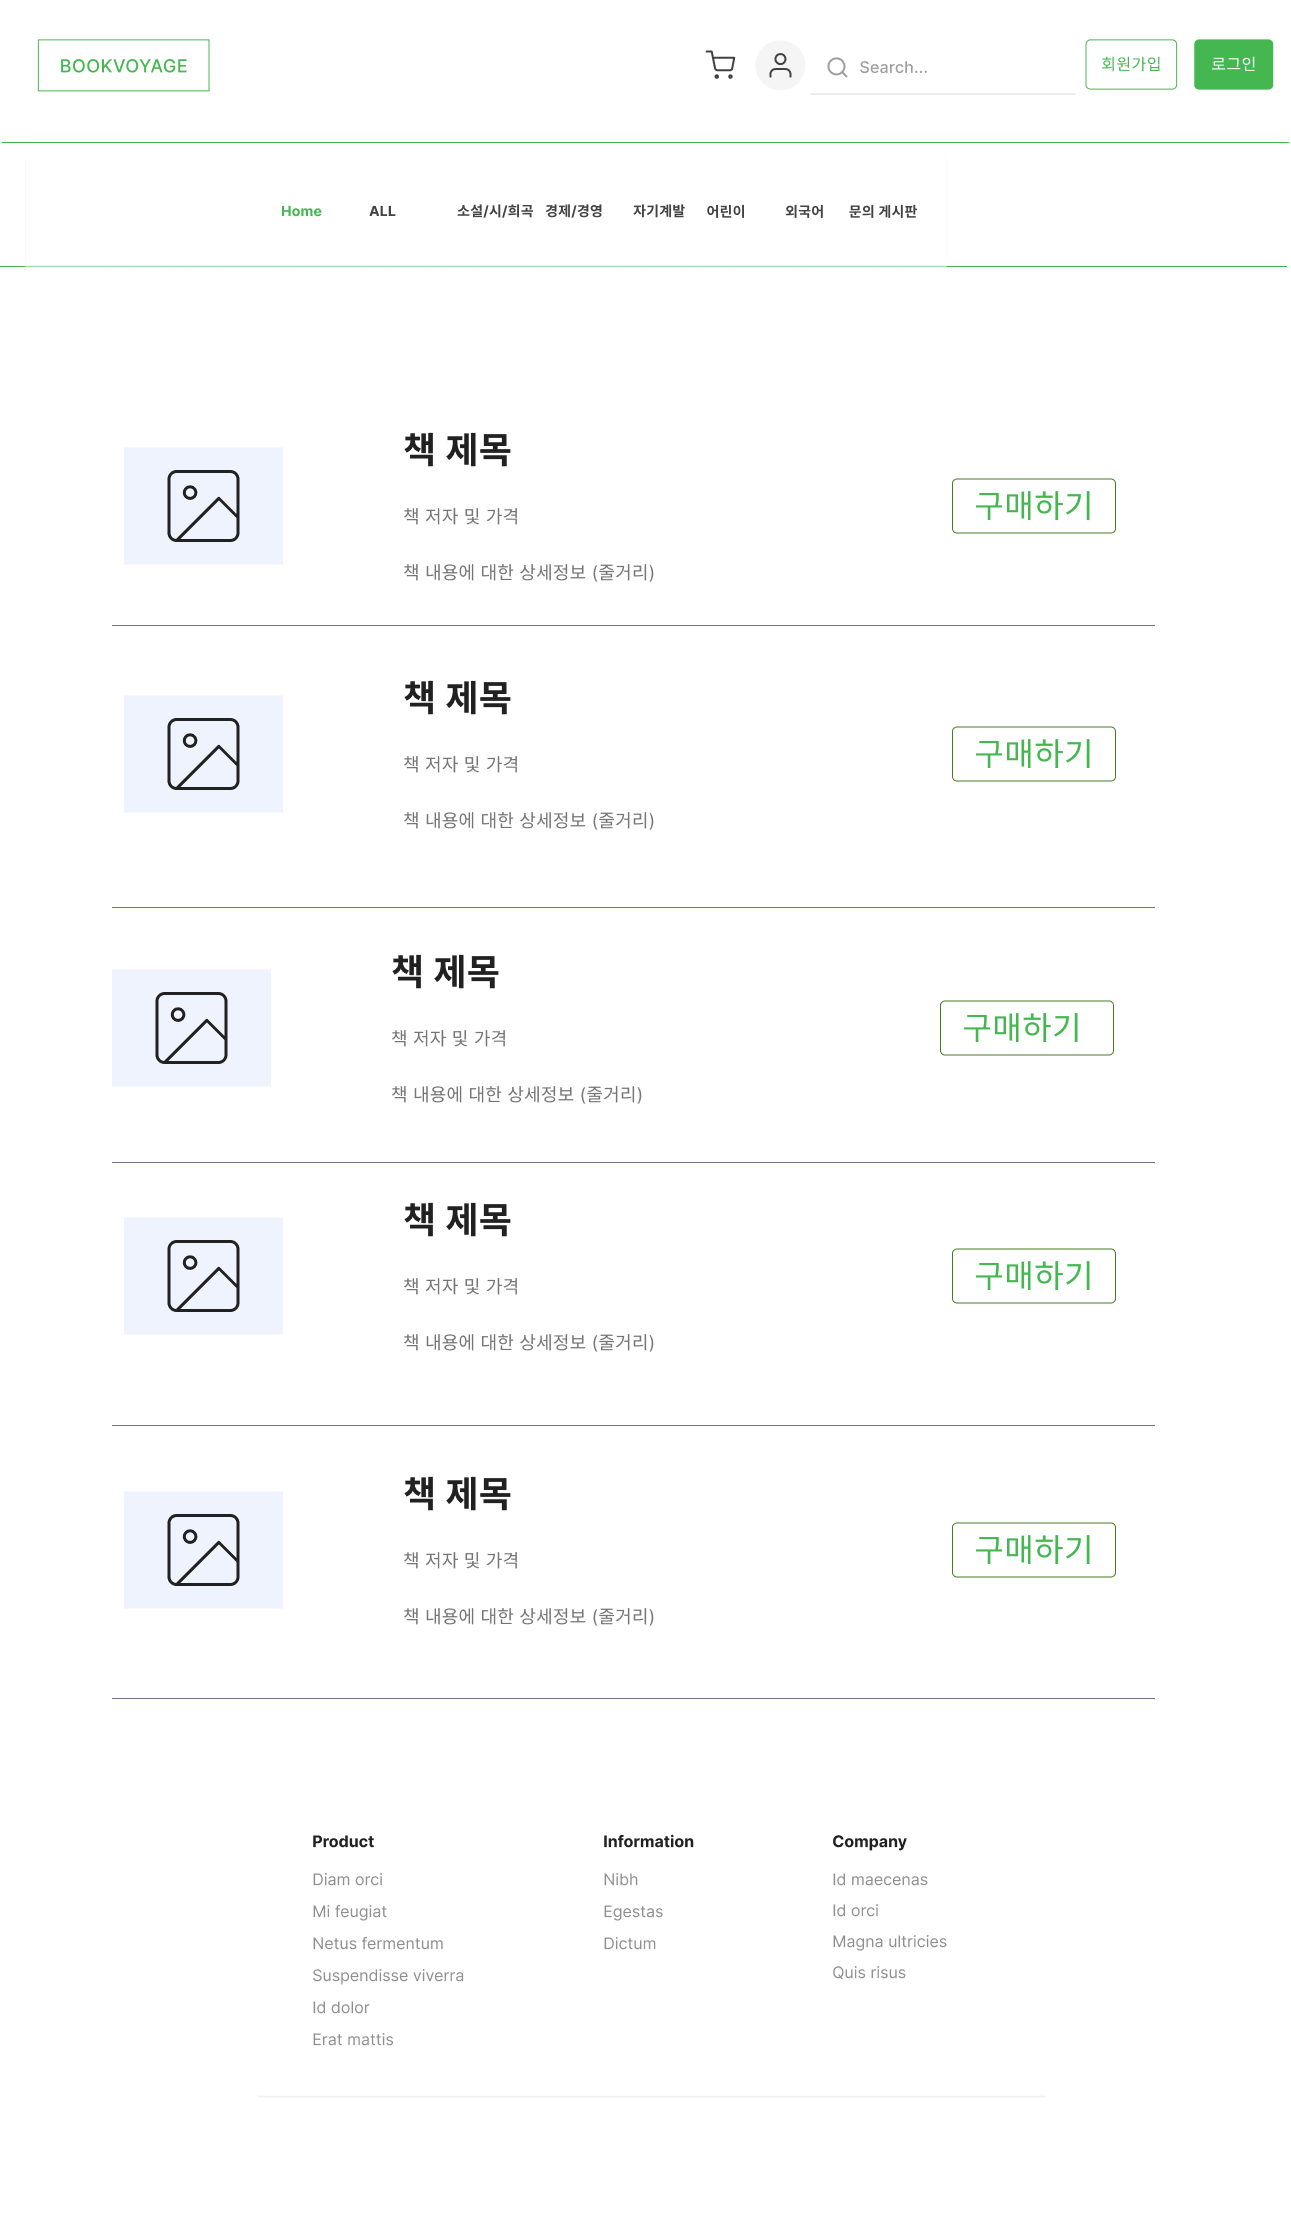 BOOKVOYAGE
Search...
회원가입
로그인
Home ALL 소설/시/희곡 경제/경영 자기계발 어린이 외국어 문의 게시판
책 제목
책 저자 및 가격
구매하기
책 내용에 대한 상세정보 (줄거리)
책 제목
책 저자 및 가격
구매하기
책 내용에 대한 상세정보 (줄거리)
책 제목
책 저자 및 가격
구매하기
책 내용에 대한 상세정보 (줄거리)
책 제목
책 저자 및 가격
구매하기
책 내용에 대한 상세정보 (줄거리)
책 제목
책 저자 및 가격
구매하기
책 내용에 대한 상세정보 (줄거리)
Product
Diam orci
Mi feugiat
Netus fermentum
Suspendisse viverra
Id dolor
Erat mattis
Information
Nibh
Egestas
Dictum
Company
Id maecenas
Id orci
Magna ultricies
Quis risus